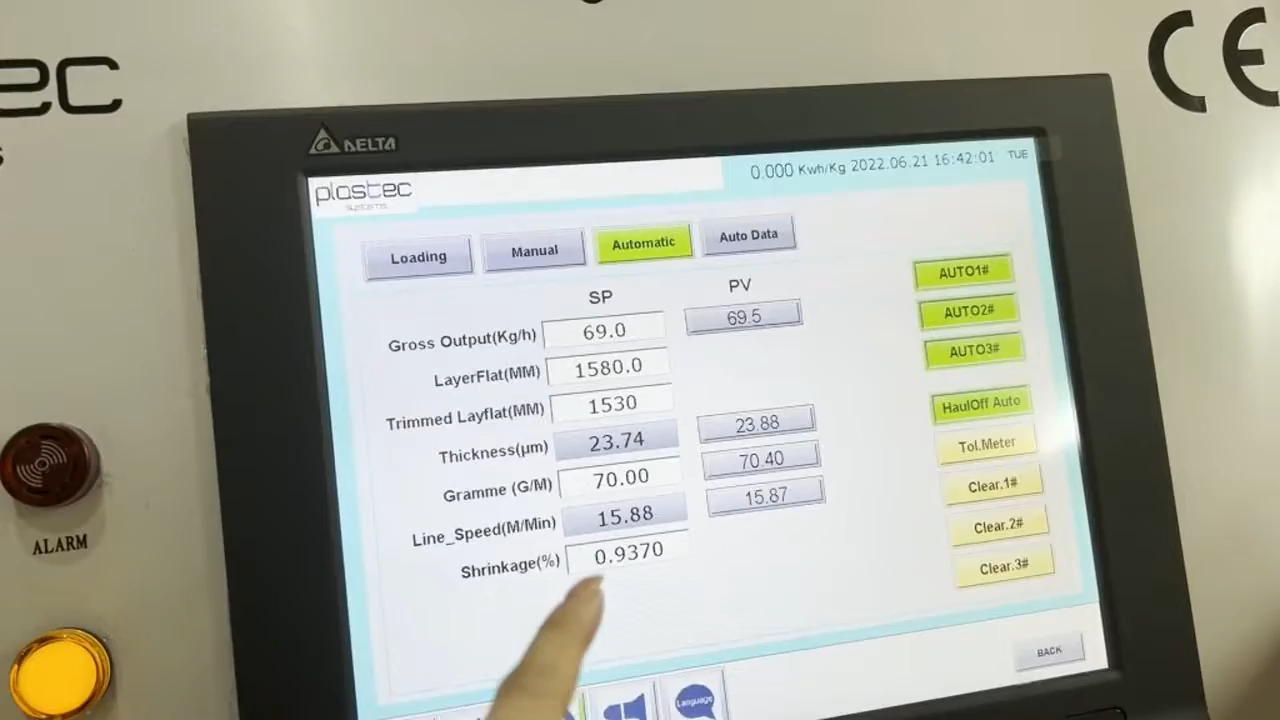 ec
CE
DELTA
plastec
systems
0.000 Kwh/Kg 2022.06.21 16:42:01 TUE
Loading Manual Automatic Auto Data
SP PV
Gross Output(Kg/h) 69.0 69.5
LayerFlat(MM) 1580.0
Trimmed Layflat(MM) 1530
Thickness(µm) 23.74 23.88
Gramme (G/M) 70.00 70.40
Line_Speed(M/Min) 15.88 15.87
Shrinkage(%) 0.9370
AUTO1#
AUTO2#
AUTO3#
HaulOff Auto
Tol.Meter
Clear.1#
Clear.2#
Clear.3#
BACK
Language
ALARM